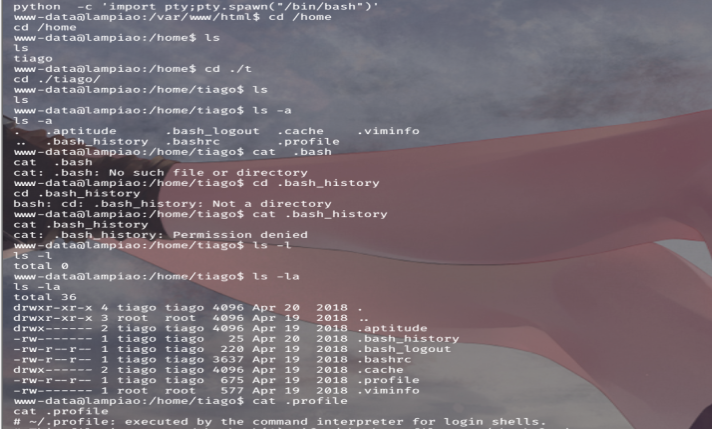 python  -c 'import pty;pty.spawn("/bin/bash")'
www-data@lampiao:/var/www/html$ cd /home
cd /home
www-data@lampiao:/home$ ls
ls
tiago
www-data@lampiao:/home$ cd ./t
cd ./tiago/
www-data@lampiao:/home/tiago$ ls
ls
www-data@lampiao:/home/tiago$ ls -a
ls -a
.   .aptitude      .bash_logout  .cache    .viminfo
..  .bash_history  .bashrc       .profile
www-data@lampiao:/home/tiago$ cat  .bash
cat  .bash
cat: .bash: No such file or directory
www-data@lampiao:/home/tiago$ cd .bash_history
cd .bash_history
bash: cd: .bash_history: Not a directory
www-data@lampiao:/home/tiago$ cat .bash_history
cat .bash_history
cat: .bash_history: Permission denied
www-data@lampiao:/home/tiago$ ls -l
ls -l
total 0
www-data@lampiao:/home/tiago$ ls -la
ls -la
total 36
drwxr-xr-x 4 tiago tiago 4096 Apr 20  2018 .
drwxr-xr-x 3 root  root  4096 Apr 19  2018 ..
drwx------ 2 tiago tiago 4096 Apr 19  2018 .aptitude
-rw------- 1 tiago tiago   25 Apr 20  2018 .bash_history
-rw-r--r-- 1 tiago tiago  220 Apr 19  2018 .bash_logout
-rw-r--r-- 1 tiago tiago 3637 Apr 19  2018 .bashrc
drwx------ 2 tiago tiago 4096 Apr 19  2018 .cache
-rw-r--r-- 1 tiago tiago  675 Apr 19  2018 .profile
-rw------- 1 root  root   577 Apr 19  2018 .viminfo
www-data@lampiao:/home/tiago$ cat .profile
cat .profile
# ~/.profile: executed by the command interpreter for login shells.